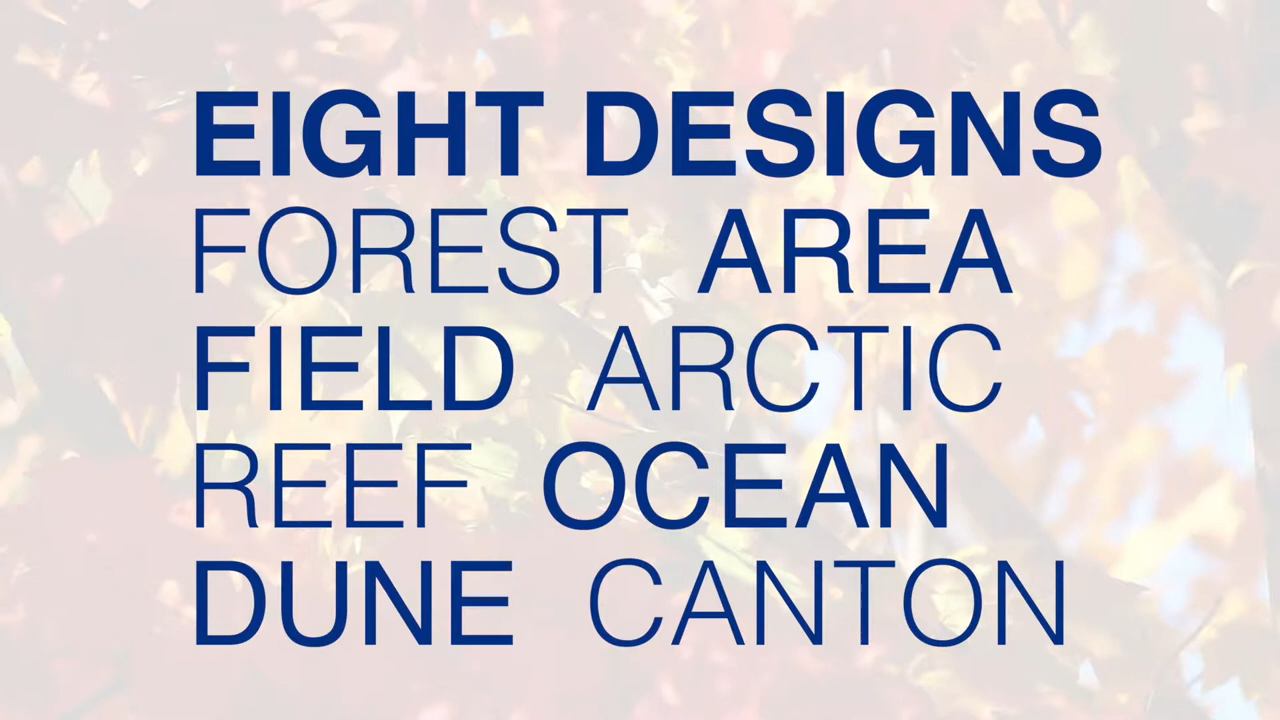 EIGHT DESIGNS
FOREST AREA
FIELD ARCTIC
REEF OCEAN
DUNE CANTON